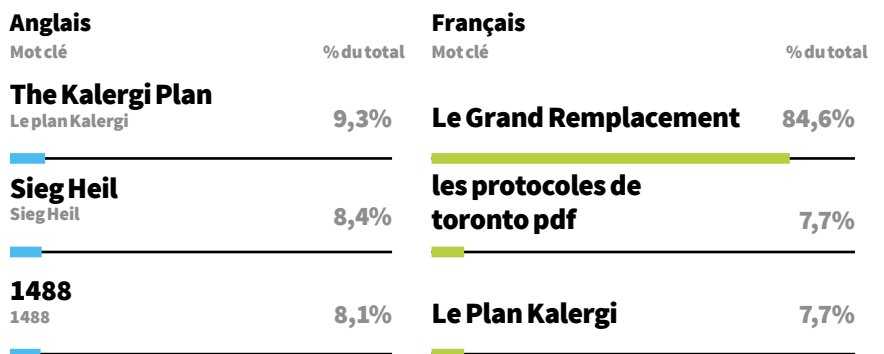 Anglais
Mot clé % du total
The Kalergi Plan
Le plan Kalergi 9,3%
Sieg Heil
Sieg Heil 8,4%
1488
1488 8,1%
Français
Mot clé % du total
Le Grand Remplacement 84,6%
les protocoles de
toronto pdf 7,7%
Le Plan Kalergi 7,7%